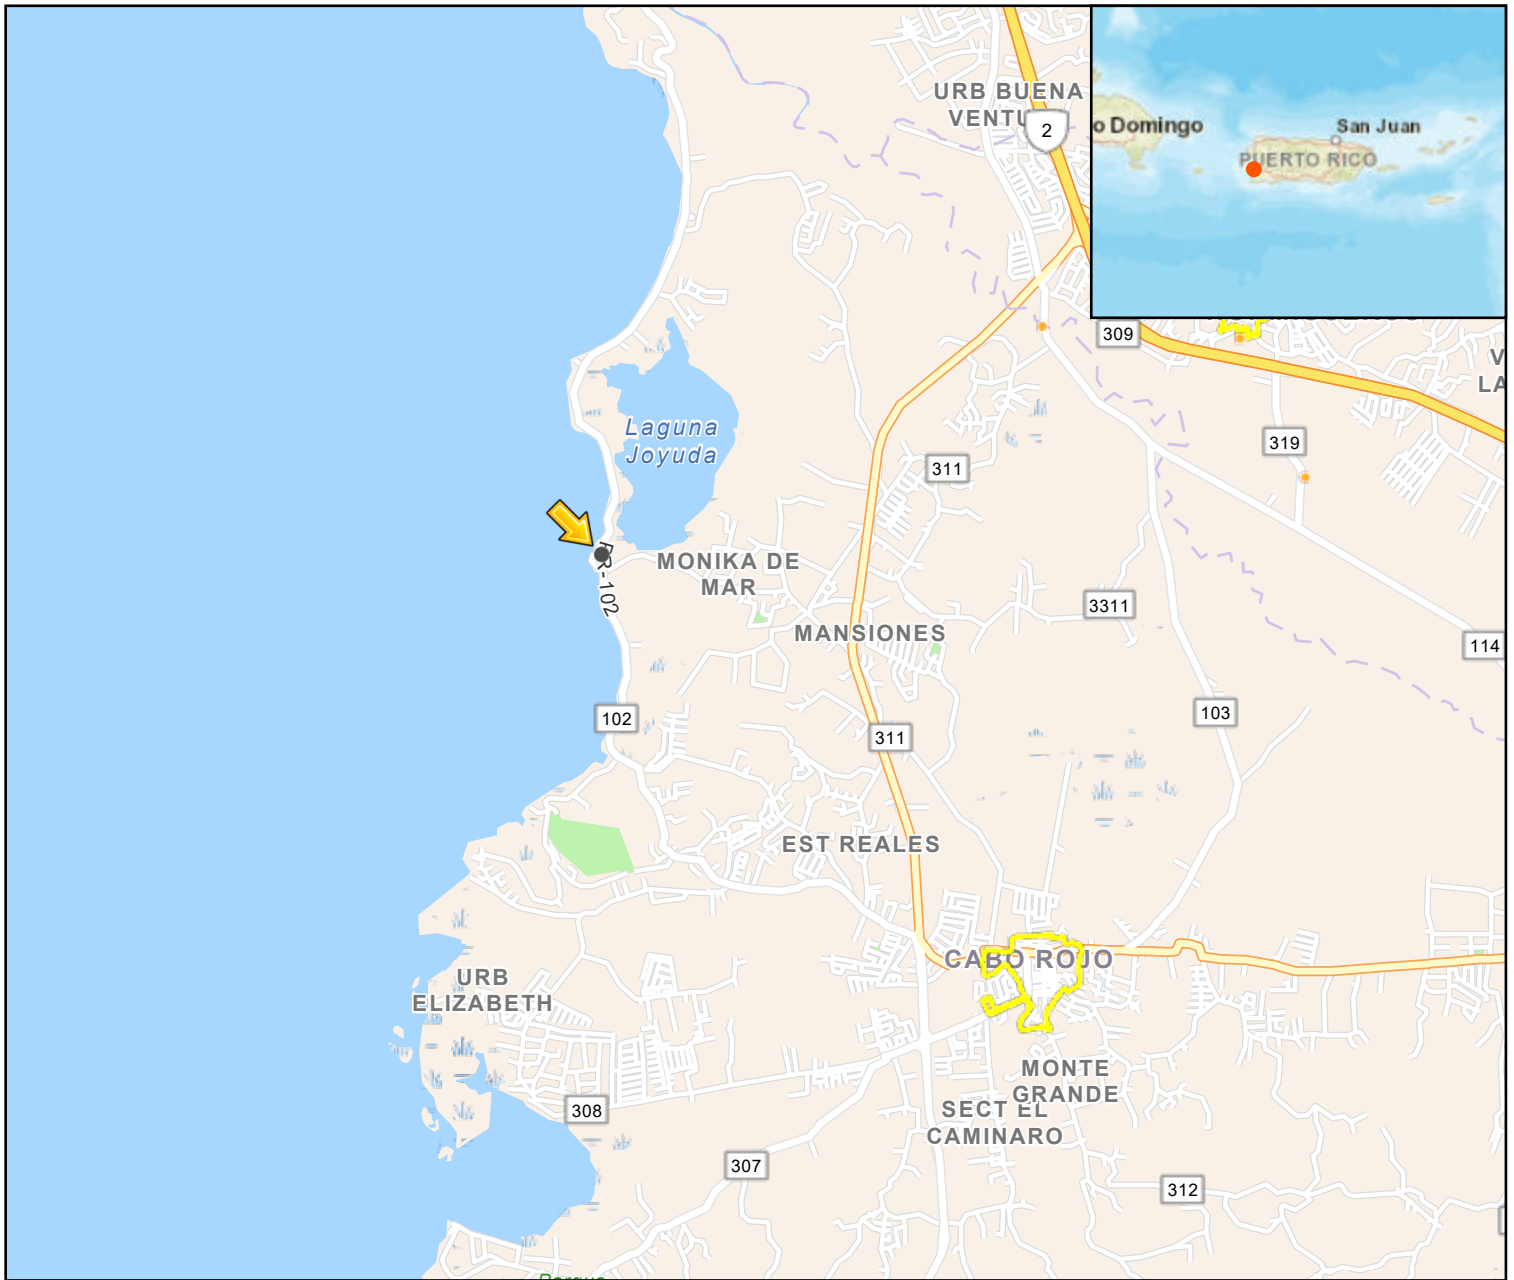 URB BUENA
VENTU
2
o Domingo
San Juan
PUERTO RICO
309
V
LA
Laguna
Joyuda
311
319
PR-102
MONIKA DE
MAR
3311
MANSIONES
114
102
103
311
EST REALES
CABO ROJO
URB
ELIZABETH
MONTE
GRANDE
308
SECT EL
CAMINARO
307
312